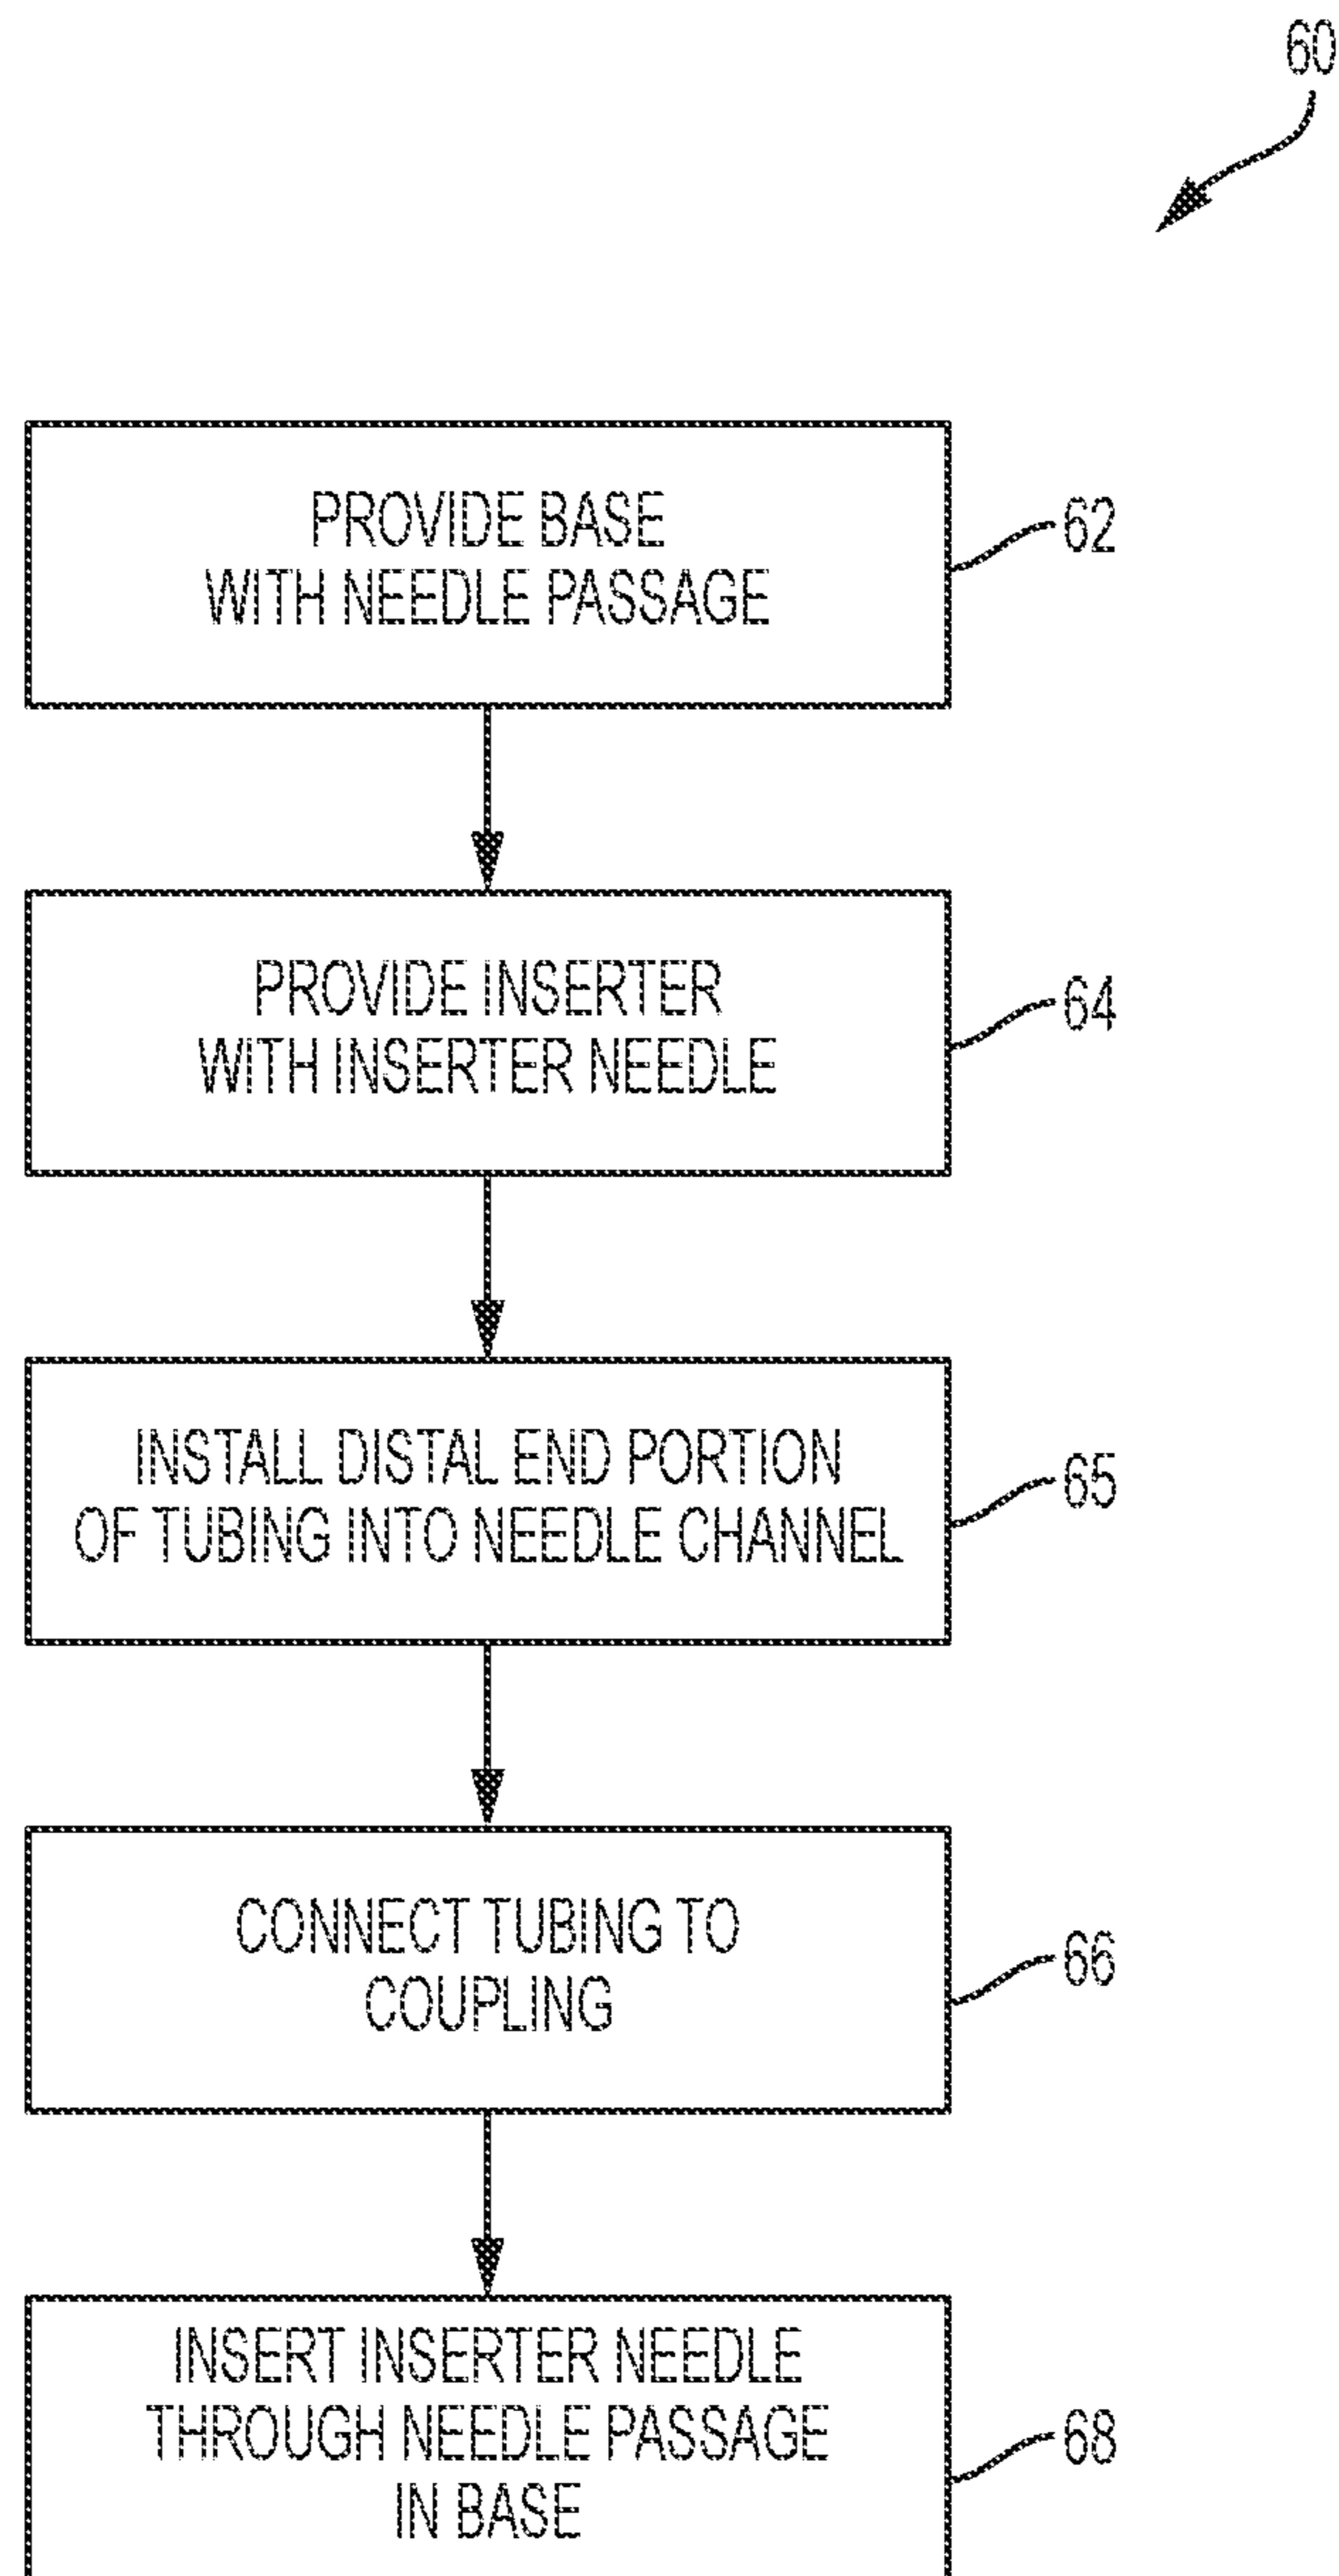 60
PROVIDE BASE
WITH NEEDLE PASSAGE
62
PROVIDE INSERTER
WITH INSERTER NEEDLE
64
INSTALL DISTAL END PORTION
OF TUBING INTO NEEDLE CHANNEL
65
CONNECT TUBING TO
COUPLING
66
INSERT INSERTER NEEDLE
THROUGH NEEDLE PASSAGE
IN BASE
68